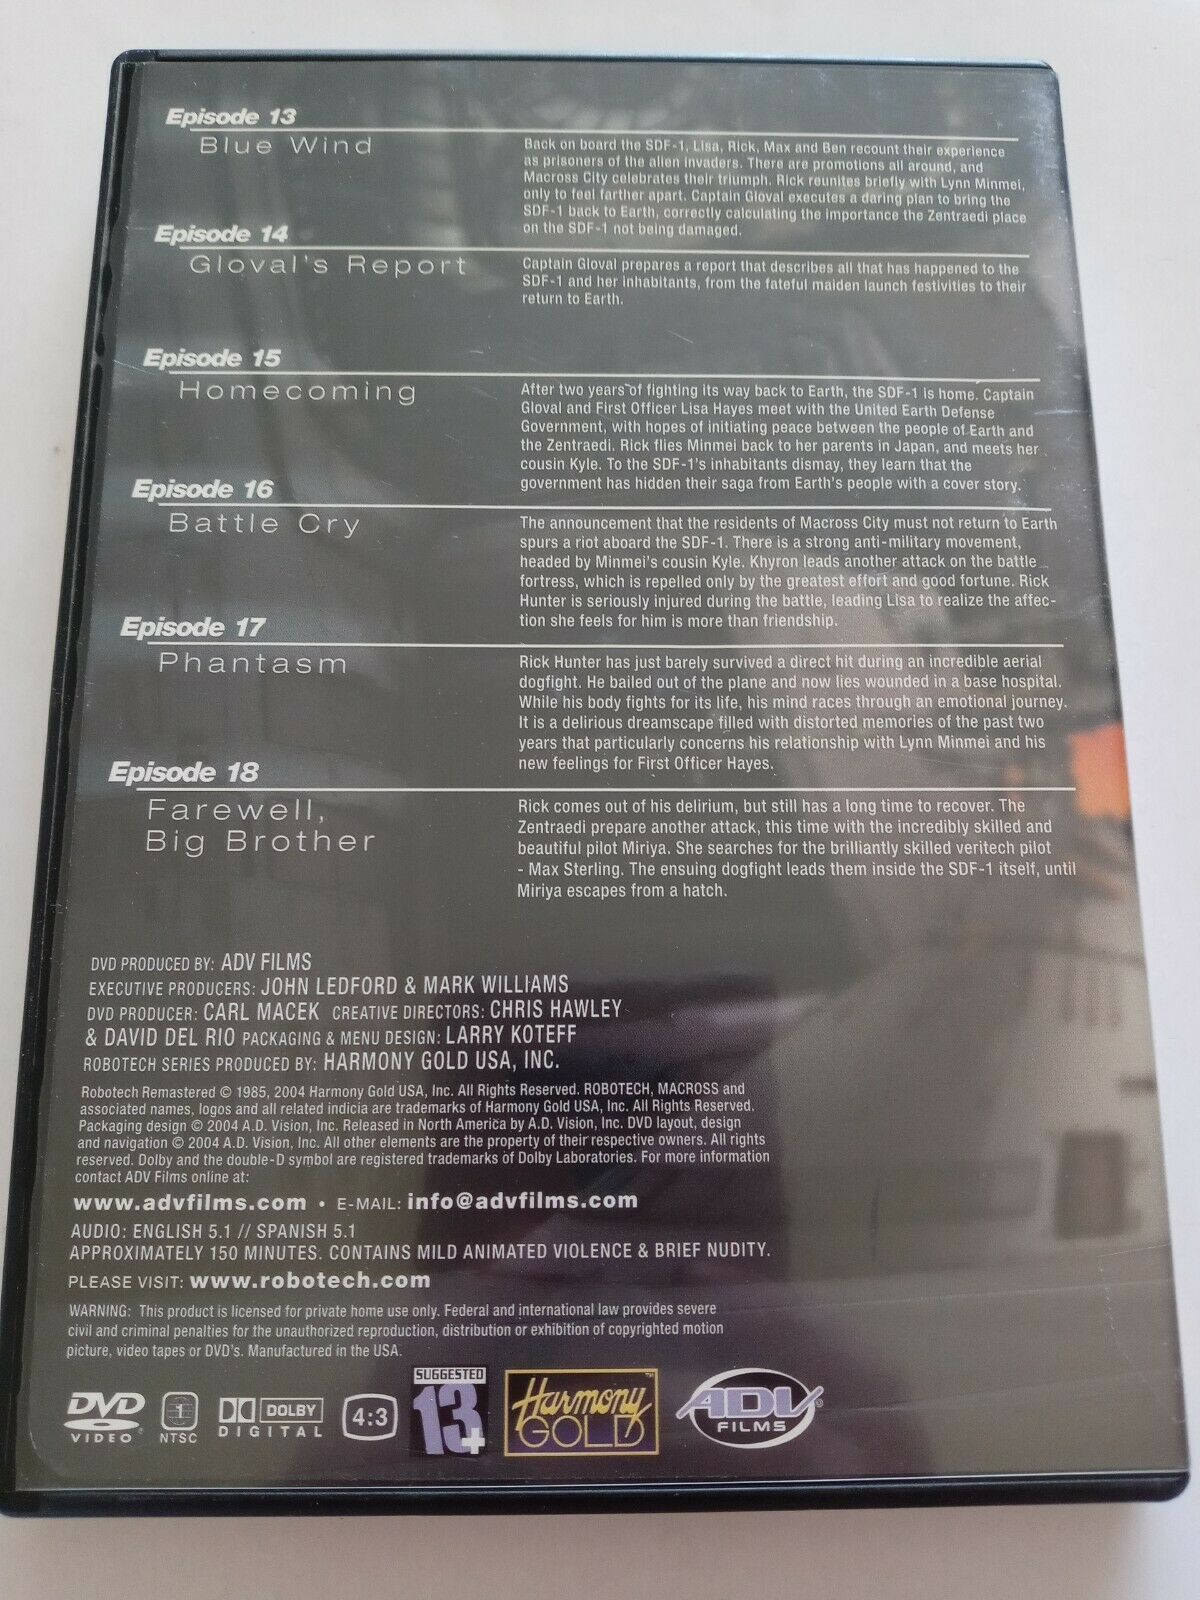 Episode 13
Blue Wind
Back on board the SDF-1, Lisa, Rick, Max and Ben recount their experience
as prisoners of the alien invaders. There are promotions all around, and
Macross City celebrates their triumph. Rick reunites briefly with Lynn Minmei,
only to feel farther apart. Captain Gloval executes a daring plan to bring the
SDF-1 back to Earth, correctly calculating the importance the Zentraedi place
on the SDF-1 not being damaged.
Episode 14
Gloval's Report
Captain Gloval prepares a report that describes all that has happened to the
SDF-1 and her inhabitants, from the fateful maiden launch festivities to their
return to Earth.
Episode 15
Homecoming
After two years of fighting its way back to Earth, the SDF-1 is home. Captain
Gloval and First Officer Lisa Hayes meet with the United Earth Defense
Government, with hopes of initiating peace between the people of Earth and
the Zentraedi. Rick flies Minmei back to her parents in Japan, and meets her
cousin Kyle. To the SDF-1's inhabitants dismay, they learn that the
government has hidden their saga from Earth's people with a cover story.
Episode 16
Battle Cry
The announcement that the residents of Macross City must not return to Earth
spurs a riot aboard the SDF-1. There is a strong anti-military movement,
headed by Minmei's cousin Kyle. Khyron leads another attack on the battle
fortress, which is repelled only by the greatest effort and good fortune. Rick
Hunter is seriously injured during the battle, leading Lisa to realize the affec-
tion she feels for him is more than friendship.
Episode 17
Phantasm
Rick Hunter has just barely survived a direct hit during an incredible aerial
dogfight. He bailed out of the plane and now lies wounded in a base hospital.
While his body fights for its life, his mind races through an emotional journey.
It is a delirious dreamscape filled with distorted memories of the past two
years that particularly concerns his relationship with Lynn Minmei and his
new feelings for First Officer Hayes.
Episode 18
Farewell,
Big Brother
Rick comes out of his delirium, but still has a long time to recover. The
Zentraedi prepare another attack, this time with the incredibly skilled and
beautiful pilot Miriya. She searches for the brilliantly skilled veritech pilot
- Max Sterling. The ensuing dogfight leads them inside the SDF-1 itself, until
Miriya escapes from a hatch.
DVD PRODUCED BY: ADV FILMS
EXECUTIVE PRODUCERS: JOHN LEDFORD & MARK WILLIAMS
DVD PRODUCER: CARL MACEK CREATIVE DIRECTORS: CHRIS HAWLEY
& DAVID DEL RIO PACKAGING & MENU DESIGN: LARRY KOTEFF
ROBOTECH SERIES PRODUCED BY: HARMONY GOLD USA, INC.
Robotech Remastered © 1985, 2004 Harmony Gold USA, Inc. All Rights Reserved. ROBOTECH, MACROSS and
associated names, logos and all related indicia are trademarks of Harmony Gold USA, Inc. All Rights Reserved.
Packaging design © 2004 A.D. Vision, Inc. Released in North America by A.D. Vision, Inc. DVD layout, design
and navigation © 2004 A.D. Vision, Inc. All other elements are the property of their respective owners. All rights
reserved. Dolby and the double-D symbol are registered trademarks of Dolby Laboratories. For more information
contact ADV Films online at:
www.advfilms.com • E-MAIL: info@advfilms.com
AUDIO: ENGLISH 5.1 // SPANISH 5.1
APPROXIMATELY 150 MINUTES. CONTAINS MILD ANIMATED VIOLENCE & BRIEF NUDITY.
PLEASE VISIT: www.robotech.com
WARNING: This product is licensed for private home use only. Federal and international law provides severe
civil and criminal penalties for the unauthorized reproduction, distribution or exhibition of copyrighted motion
picture, video tapes or DVD's. Manufactured in the USA.
DVD VIDEO
1 NTSC
DOLBY DIGITAL
4:3
SUGGESTED 13+
Harmony GOLD™
ADV FILMS®